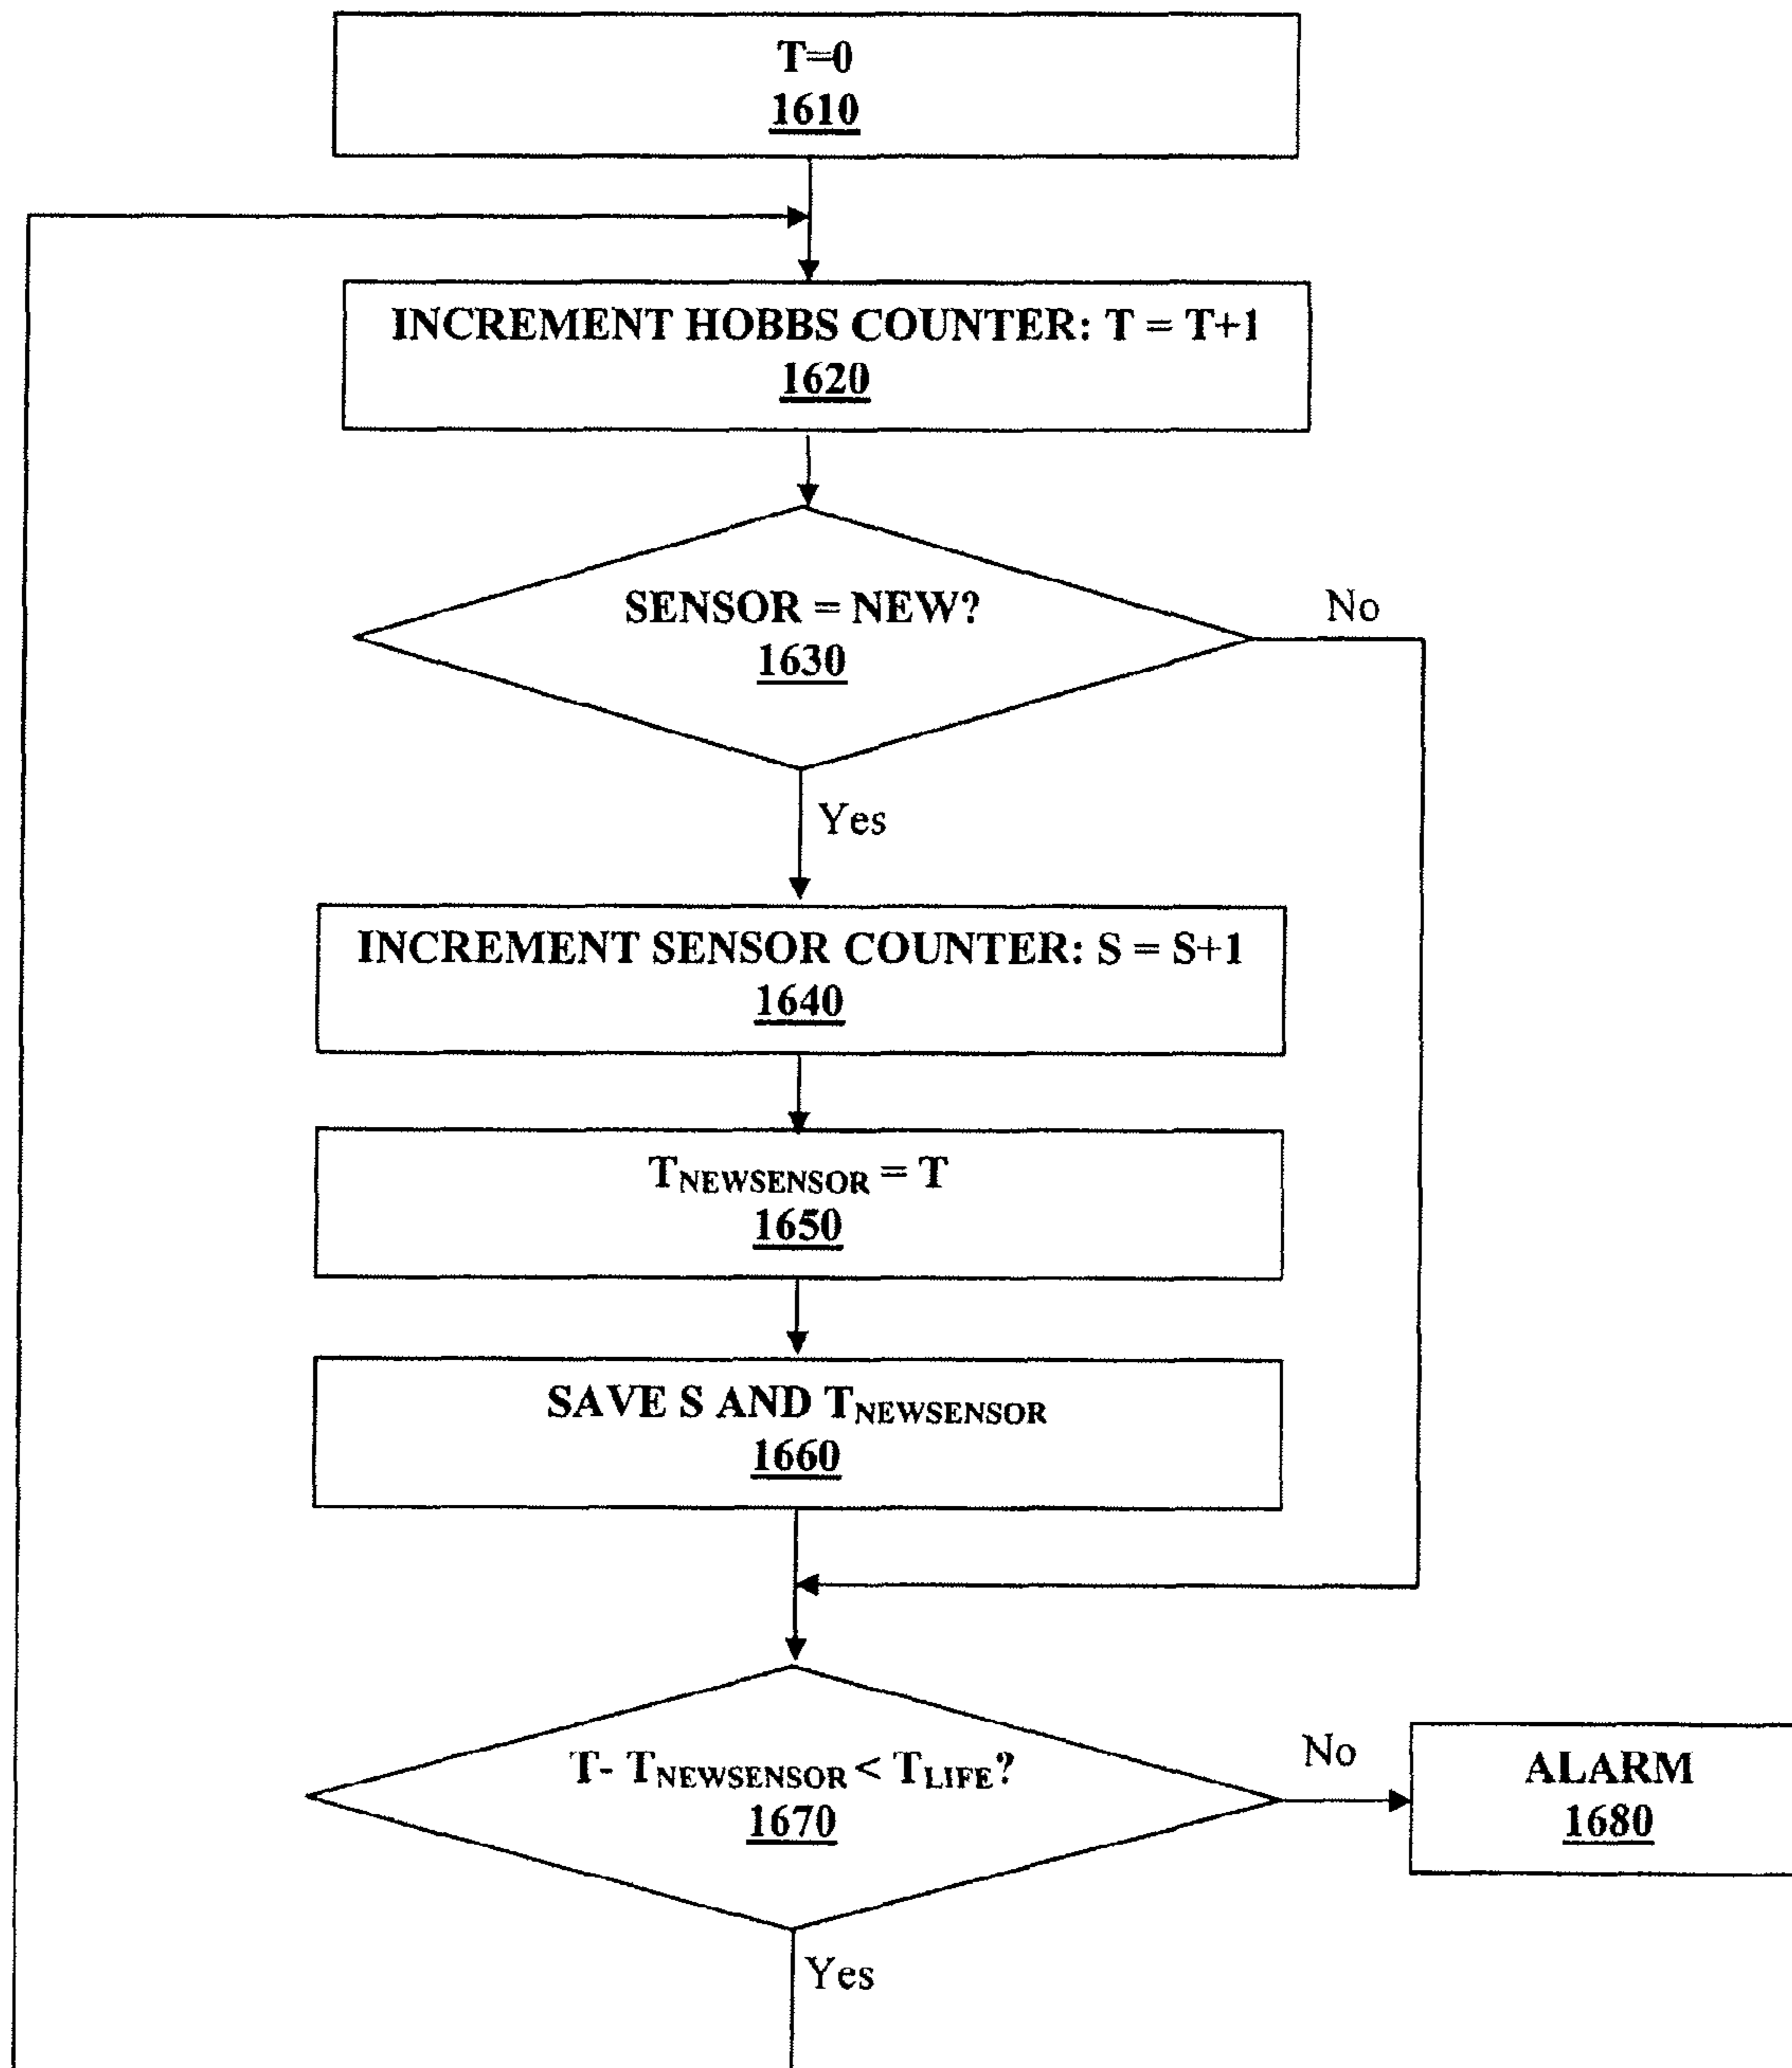 T=0
1610
INCREMENT HOBBS COUNTER: T = T+1
1620
SENSOR = NEW?
1630
No
Yes
INCREMENT SENSOR COUNTER: S = S+1
1640
TNEWSENSOR = T
1650
SAVE S AND TNEWSENSOR
1660
T- TNEWSENSOR < TLIFE?
1670
No
ALARM
1680
Yes